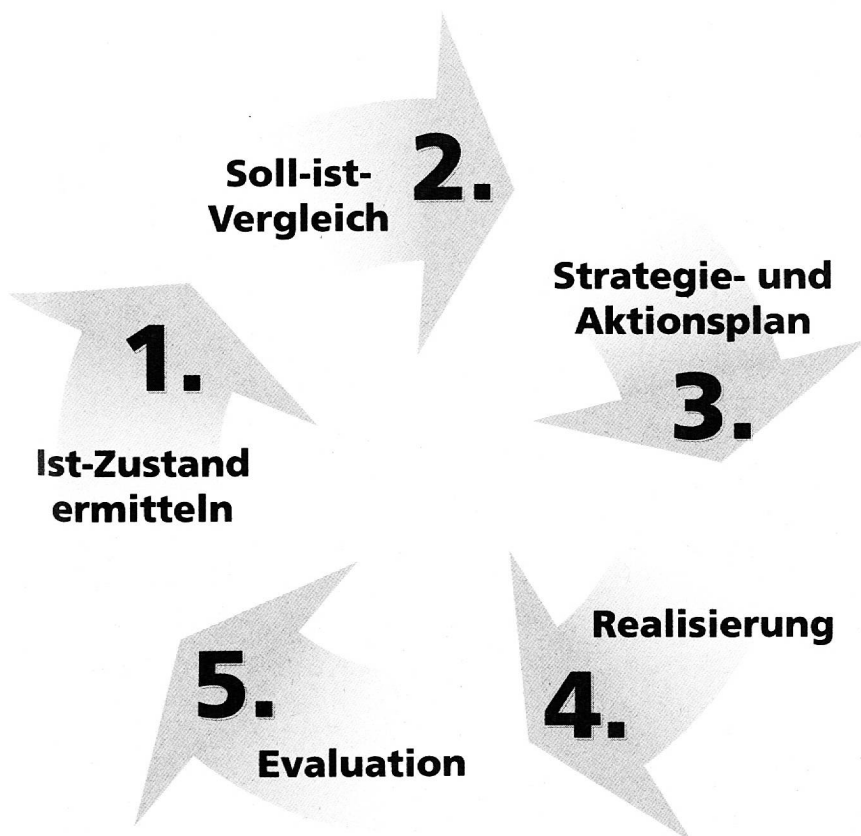 1.
Ist-Zustand
ermitteln
2.
Soll-ist-
Vergleich
3.
Strategie- und
Aktionsplan
4.
Realisierung
5.
Evaluation